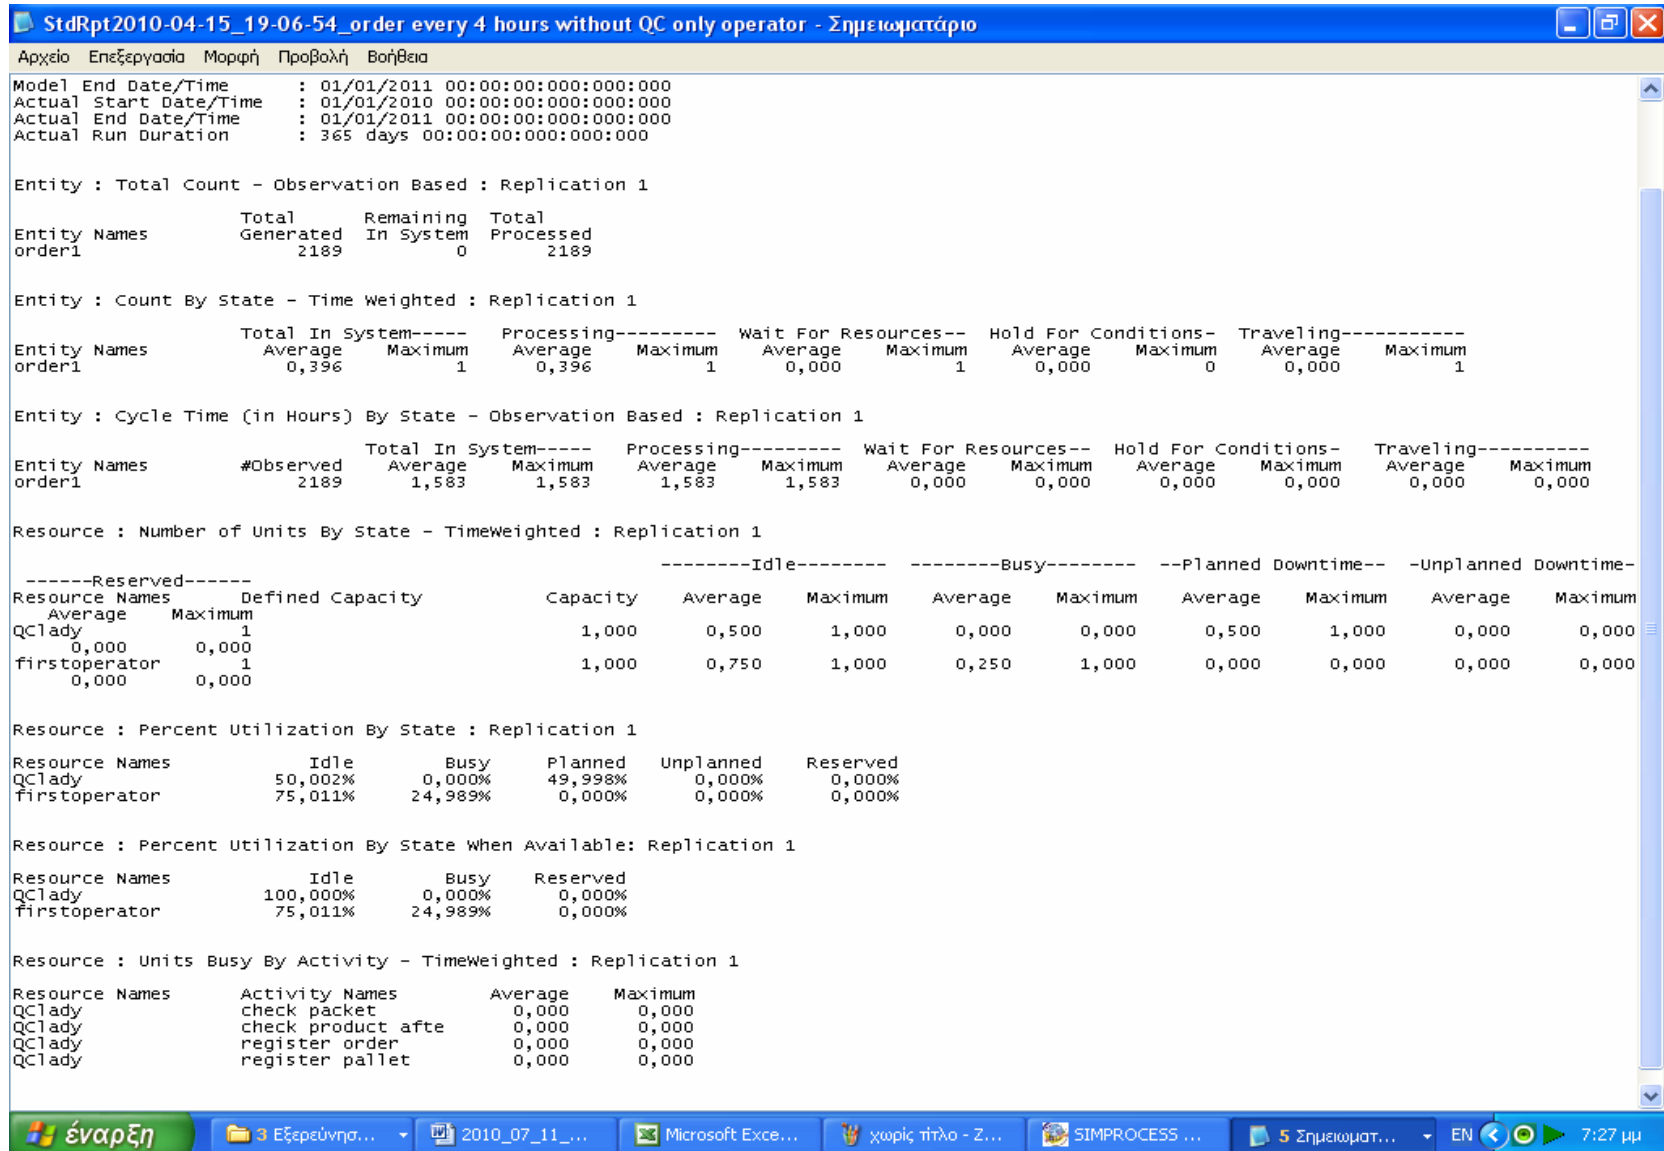 StdRpt2010-04-15_19-06-54_order every 4 hours without QC only operator - Σημειωματάριο
Αρχείο Επεξεργασία Μορφή Προβολή Βοήθεια
Model End Date/Time : 01/01/2011 00:00:00:000:000:000
Actual Start Date/Time : 01/01/2010 00:00:00:000:000:000
Actual End Date/Time : 01/01/2011 00:00:00:000:000:000
Actual Run Duration : 365 days 00:00:00:000:000:000
Entity : Total Count - Observation Based : Replication 1
Total Remaining Total
Entity Names Generated In System Processed
order1 2189 0 2189
Entity : Count By State - Time Weighted : Replication 1
Total In System----- Processing--------- Wait For Resources-- Hold For Conditions- Traveling-----------
Entity Names Average Maximum Average Maximum Average Maximum Average Maximum Average Maximum
order1 0,396 1 0,396 1 0,000 1 0,000 0 0,000 1
Entity : Cycle Time (in Hours) By State - Observation Based : Replication 1
Total In System----- Processing--------- Wait For Resources-- Hold For Conditions- Traveling----------
Entity Names #Observed Average Maximum Average Maximum Average Maximum Average Maximum Average Maximum
order1 2189 1,583 1,583 1,583 1,583 0,000 0,000 0,000 0,000 0,000 0,000
Resource : Number of Units By State - TimeWeighted : Replication 1
--------Idle-------- --------Busy-------- --Planned Downtime-- -Unplanned Downtime-
------Reserved------
Resource Names Defined Capacity Capacity Average Maximum Average Maximum Average Maximum Average Maximum
Average Maximum
QClady 1 1,000 0,500 1,000 0,000 0,000 0,500 1,000 0,000 0,000
0,000 0,000
firstoperator 1 1,000 0,750 1,000 0,250 1,000 0,000 0,000 0,000 0,000
0,000 0,000
Resource : Percent Utilization By State : Replication 1
Resource Names Idle Busy Planned Unplanned Reserved
QClady 50,002% 0,000% 49,998% 0,000% 0,000%
firstoperator 75,011% 24,989% 0,000% 0,000% 0,000%
Resource : Percent Utilization By State When Available: Replication 1
Resource Names Idle Busy Reserved
QClady 100,000% 0,000% 0,000%
firstoperator 75,011% 24,989% 0,000%
Resource : Units Busy By Activity - TimeWeighted : Replication 1
Resource Names Activity Names Average Maximum
QClady check packet 0,000 0,000
QClady check product afte 0,000 0,000
QClady register order 0,000 0,000
QClady register pallet 0,000 0,000
έναρξη 3 Εξερεύνησ... 2010_07_11_... Microsoft Exce... χωρίς τίτλο - Ζ... SIMPROCESS ... 5 Σημειωματ... EN 7:27 μμ